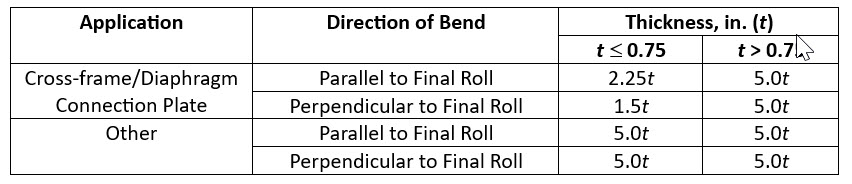 Application Direction of Bend Thickness, in. (t)
t ≤ 0.75 t > 0.7
Cross-frame/Diaphragm Parallel to Final Roll 2.25t 5.0t
Connection Plate Perpendicular to Final Roll 1.5t 5.0t
Other Parallel to Final Roll 5.0t 5.0t
Perpendicular to Final Roll 5.0t 5.0t